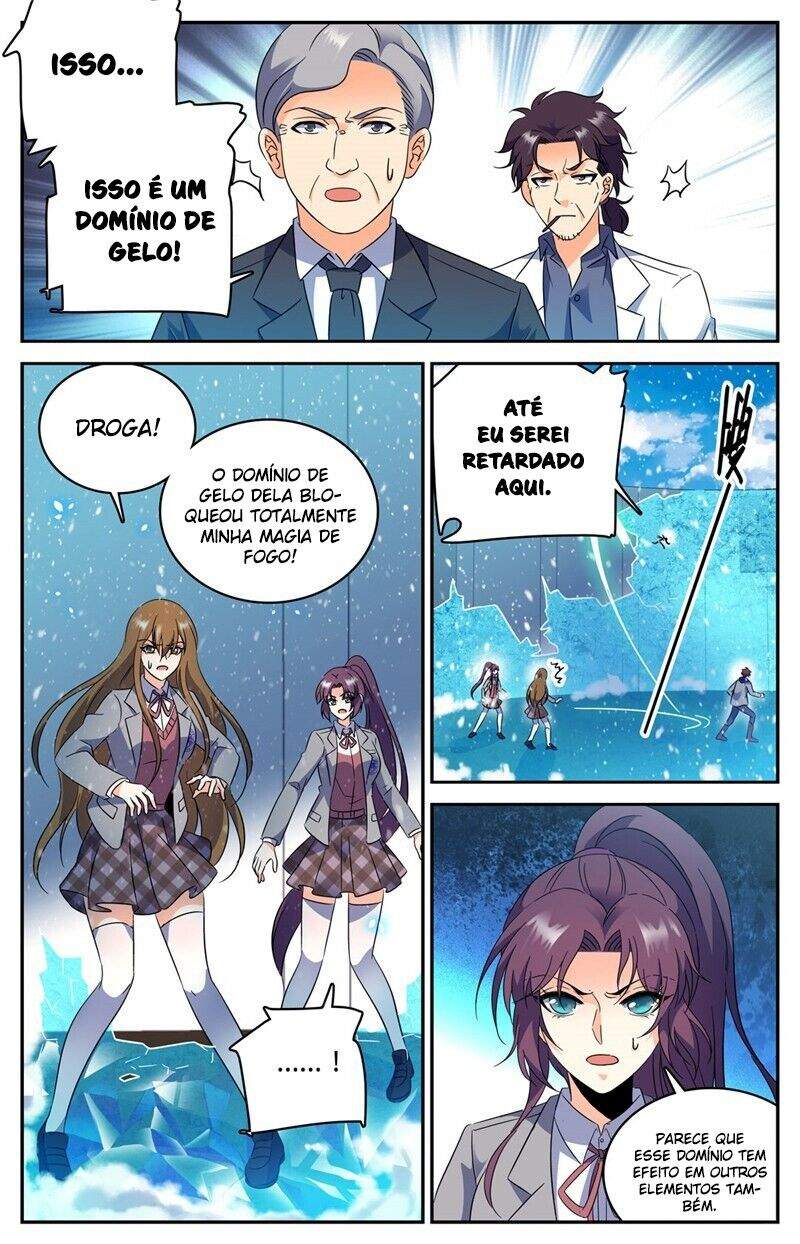 ISSO...
ISSO É UM
DOMÍNIO DE
GELO!
DROGA!
O DOMÍNIO DE
GELO DELA BLO-
QUEOU TOTALMENTE
MINHA MAGIA DE
FOGO!
...... !
ATÉ
EU SEREI
RETARDADO
AQUI.
PARECE QUE
ESSE DOMÍNIO TEM
EFEITO EM OUTROS
ELEMENTOS TAM-
BÉM.